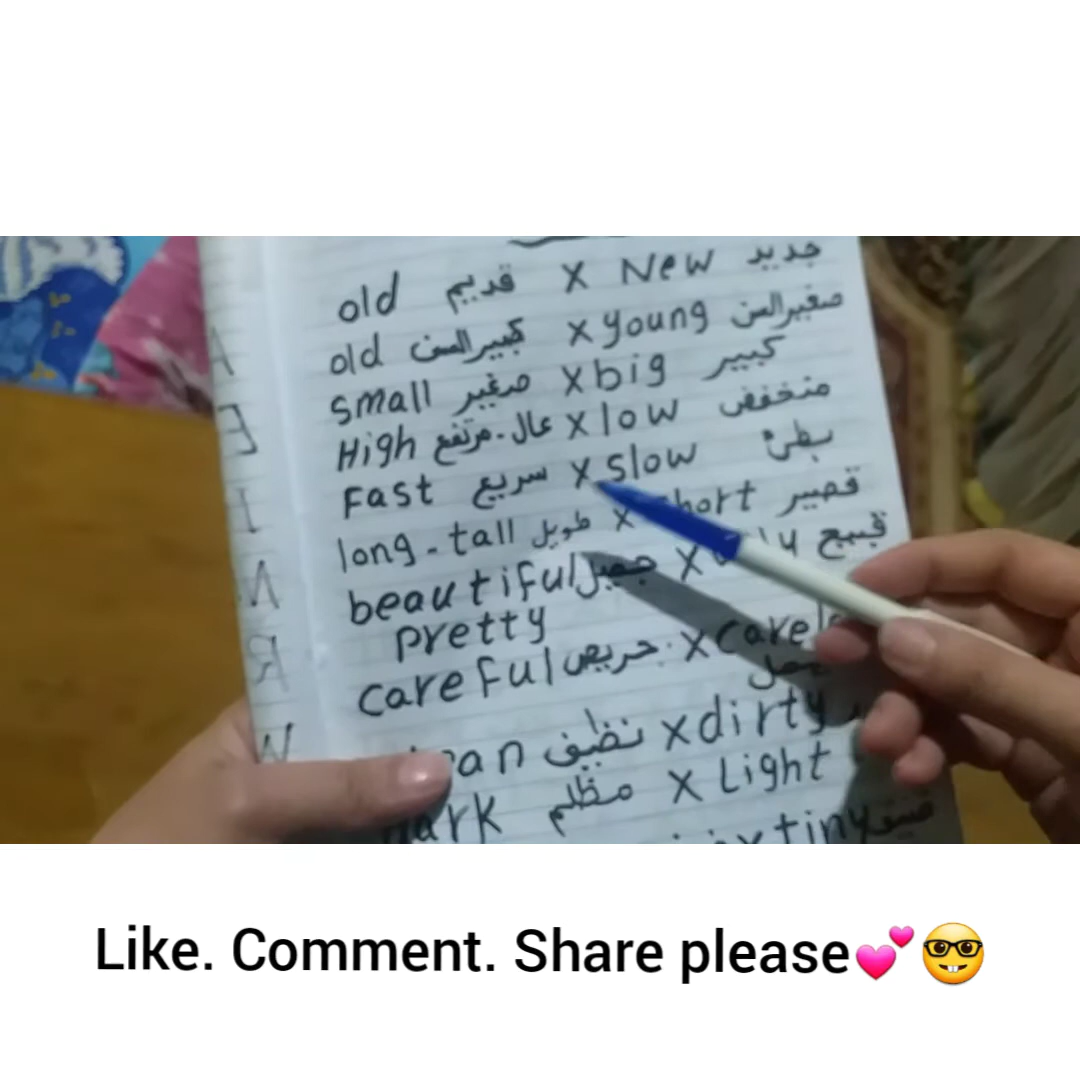 old قديم X New جديد
old كبير السن X young صغير السن
small صغير X big كبير
High عال - مرتفع X low منخفض
Fast سريع X slow بطئ
long - tall طويل X short قصير
beautiful جميل X ugly قبيح
pretty
careful حريص X
نظيف X dirty
dark مظلم X Light
X tiny
Like. Comment. Share please💕🤓